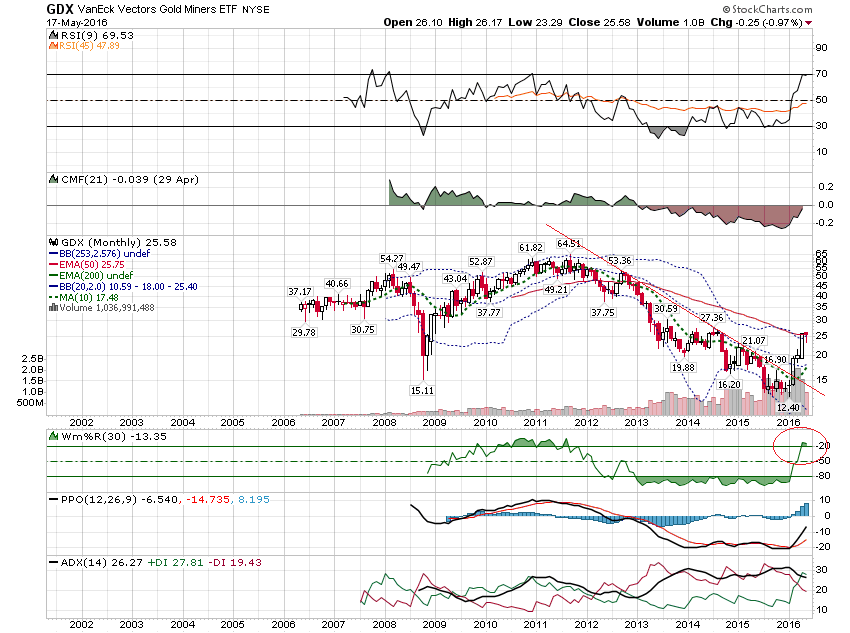 GDX VanEck Vectors Gold Miners ETF NYSE © StockCharts.com
17-May-2016 Open 26.10 High 26.17 Low 23.29 Close 25.58 Volume 1.0B Chg -0.25 (-0.97%)
RSI(9) 69.53
RSI(45) 47.89
90
70
50
30
10
CMF(21) -0.039 (29 Apr)
0.2
0.0
-0.2
GDX (Monthly) 25.58
BB(253,2.576) undef
EMA(50) 25.75
EMA(200) undef
BB(20,2.0) 10.59 - 18.00 - 25.40
MA(10) 17.48
Volume 1,036,991,488
37.17
29.78
40.66
30.75
54.27
49.47
15.11
43.04
52.87
37.77
61.82
49.21
64.51
37.75
53.36
30.59
19.88
27.36
16.20
21.07
16.90
12.40
65
60
55
50
45
40
35
30
25
20
15
2.5B
2.0B
1.5B
1.0B
500M
2002 2003 2004 2005 2006 2007 2008 2009 2010 2011 2012 2013 2014 2015 2016
Wm%R(30) -13.35
-20
-50
-80
PPO(12,26,9) -6.540, -14.735, 8.195
10
0
-10
-20
ADX(14) 26.27 +DI 27.81 -DI 19.43
30
20
10
2002 2003 2004 2005 2006 2007 2008 2009 2010 2011 2012 2013 2014 2015 2016